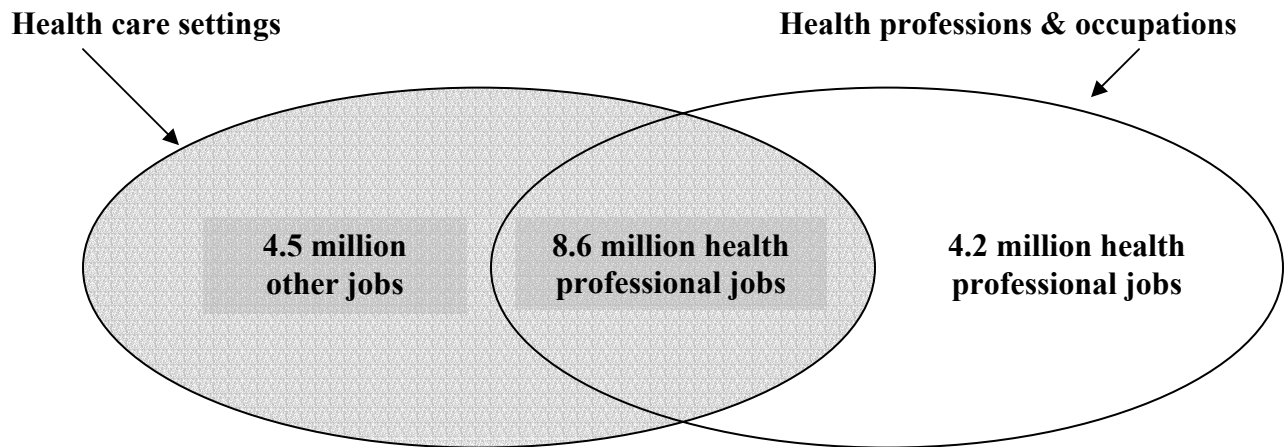 Health care settings
Health professions & occupations
4.5 million
other jobs
8.6 million health
professional jobs
4.2 million health
professional jobs